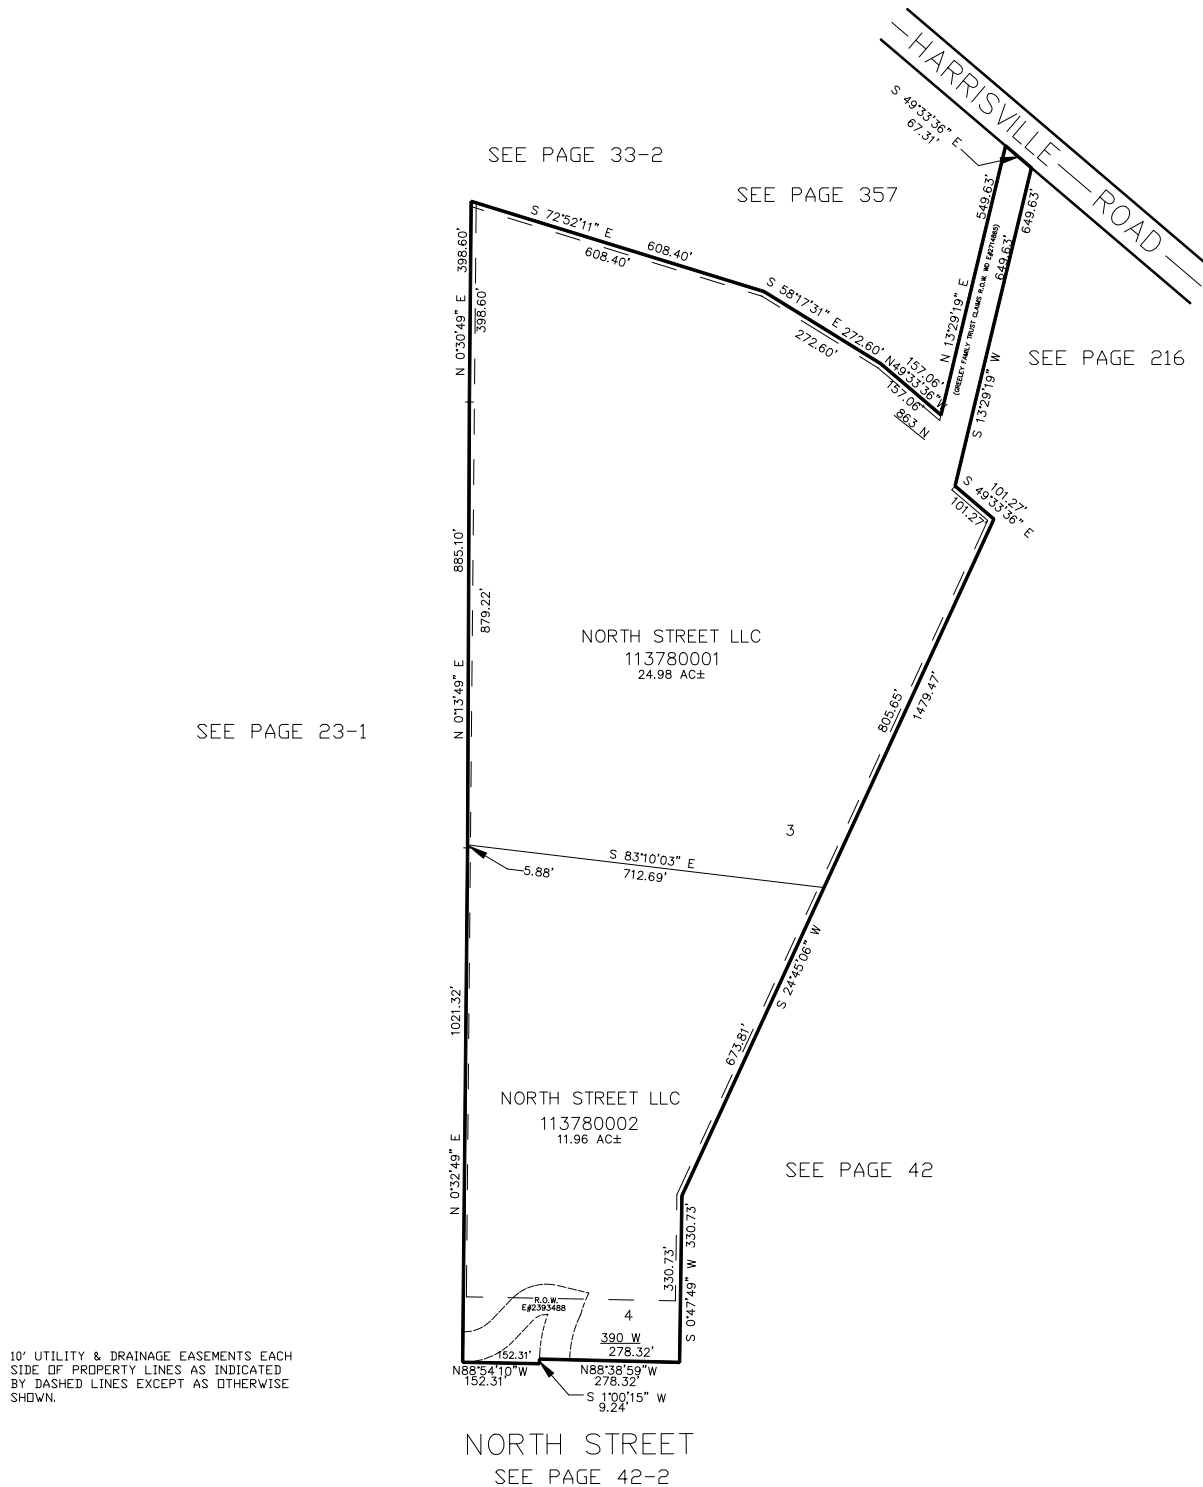 HARRISVILLE ROAD
S 49°33'36" E
67.31'
SEE PAGE 33-2
SEE PAGE 357
549.63'
649.63'
649.63'
N 13°29'19" E
(GREELEY FAMILY TRUST CLAIMS R.O.W. WD E#2714865)
S 13°29'19" W
SEE PAGE 216
S 72°52'11" E
608.40'
608.40'
N 0°30'49" E 398.60'
398.60'
S 58°17'31" E 272.60'
272.60'
157.06'
N49°33'36"W
157.06'
863 N
101.27'
S 49°33'36" E
101.27'
885.10'
879.22'
N 0°13'49" E
NORTH STREET LLC
113780001
24.98 AC±
805.65'
1479.47'
SEE PAGE 23-1
3
S 83°10'03" E
712.69'
5.88'
S 24°45'06" W
673.81'
1021.32'
N 0°32'49" E
NORTH STREET LLC
113780002
11.96 AC±
SEE PAGE 42
330.73'
S 0°47'49" W 330.73'
R.O.W.
E#2393488
4
390 W
152.31'
278.32'
N88°54'10"W
152.31'
N88°38'59"W
278.32'
S 1°00'15" W
9.24'
10' UTILITY & DRAINAGE EASEMENTS EACH
SIDE OF PROPERTY LINES AS INDICATED
BY DASHED LINES EXCEPT AS OTHERWISE
SHOWN.
NORTH STREET
SEE PAGE 42-2